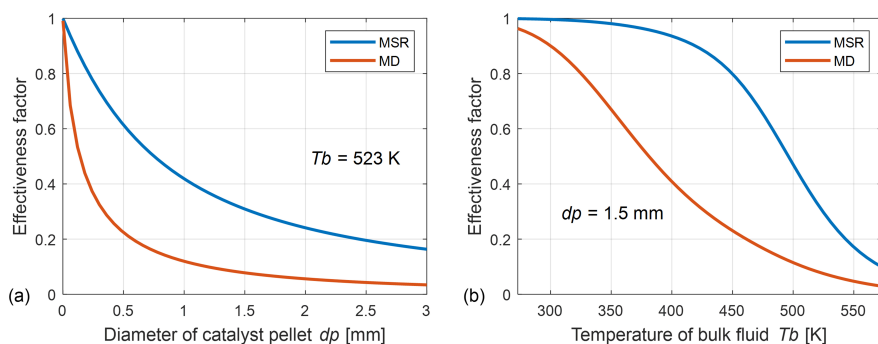 1
0.8
0.6
0.4
0.2
0
Effectiveness factor
MSR
MD
Tb = 523 K
0 0.5 1 1.5 2 2.5 3
(a)
Diameter of catalyst pellet dp [mm]
1
0.8
0.6
0.4
0.2
0
Effectiveness factor
MSR
MD
dp = 1.5 mm
300 350 400 450 500 550
(b)
Temperature of bulk fluid Tb [K]